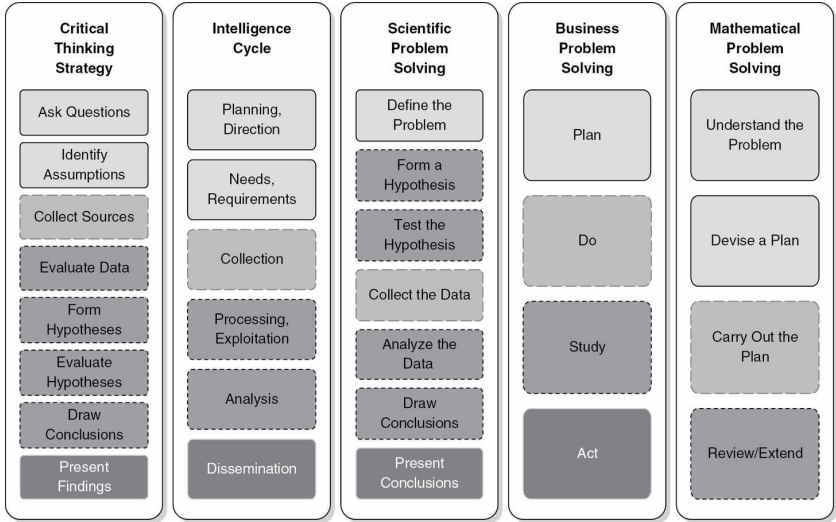 Critical
Thinking
Strategy
Ask Questions
Identify
Assumptions
Collect Sources
Evaluate Data
Form
Hypotheses
Evaluate
Hypotheses
Draw
Conclusions
Present
Findings
Intelligence
Cycle
Planning,
Direction
Needs,
Requirements
Collection
Processing,
Exploitation
Analysis
Dissemination
Scientific
Problem
Solving
Define the
Problem
Form a
Hypothesis
Test the
Hypothesis
Collect the Data
Analyze the
Data
Draw
Conclusions
Present
Conclusions
Business
Problem
Solving
Plan
Do
Study
Act
Mathematical
Problem
Solving
Understand the
Problem
Devise a Plan
Carry Out the
Plan
Review/Extend